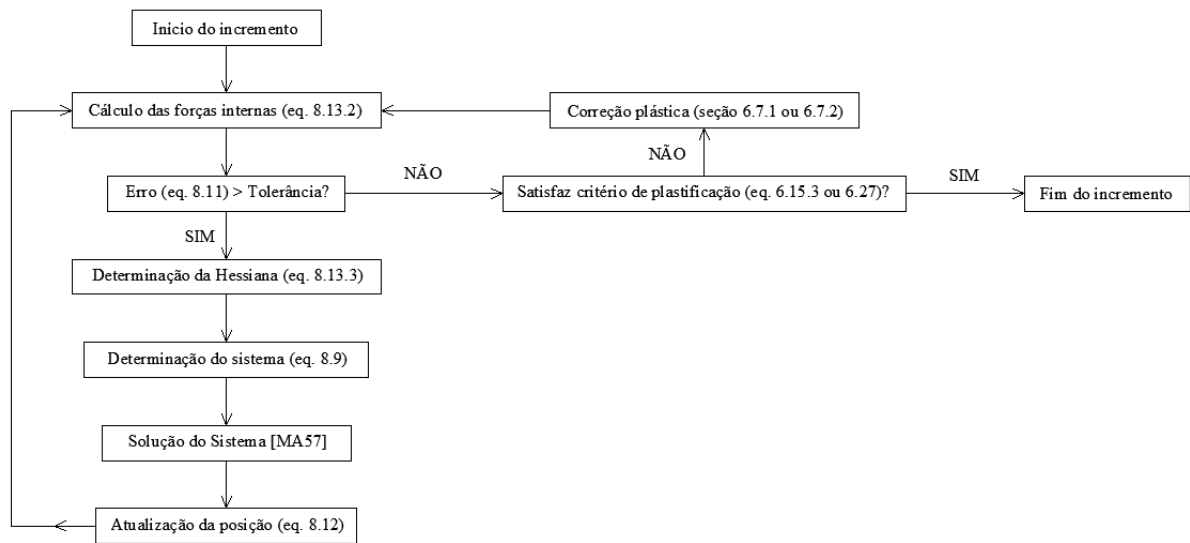 Início do incremento
Cálculo das forças internas (eq. 8.13.2)
Correção plástica (seção 6.7.1 ou 6.7.2)
NÃO
NÃO
SIM
Erro (eq. 8.11) > Tolerância?
Satisfaz critério de plastificação (eq. 6.15.3 ou 6.27)?
Fim do incremento
SIM
Determinação da Hessiana (eq. 8.13.3)
Determinação do sistema (eq. 8.9)
Solução do Sistema [MA57]
Atualização da posição (eq. 8.12)